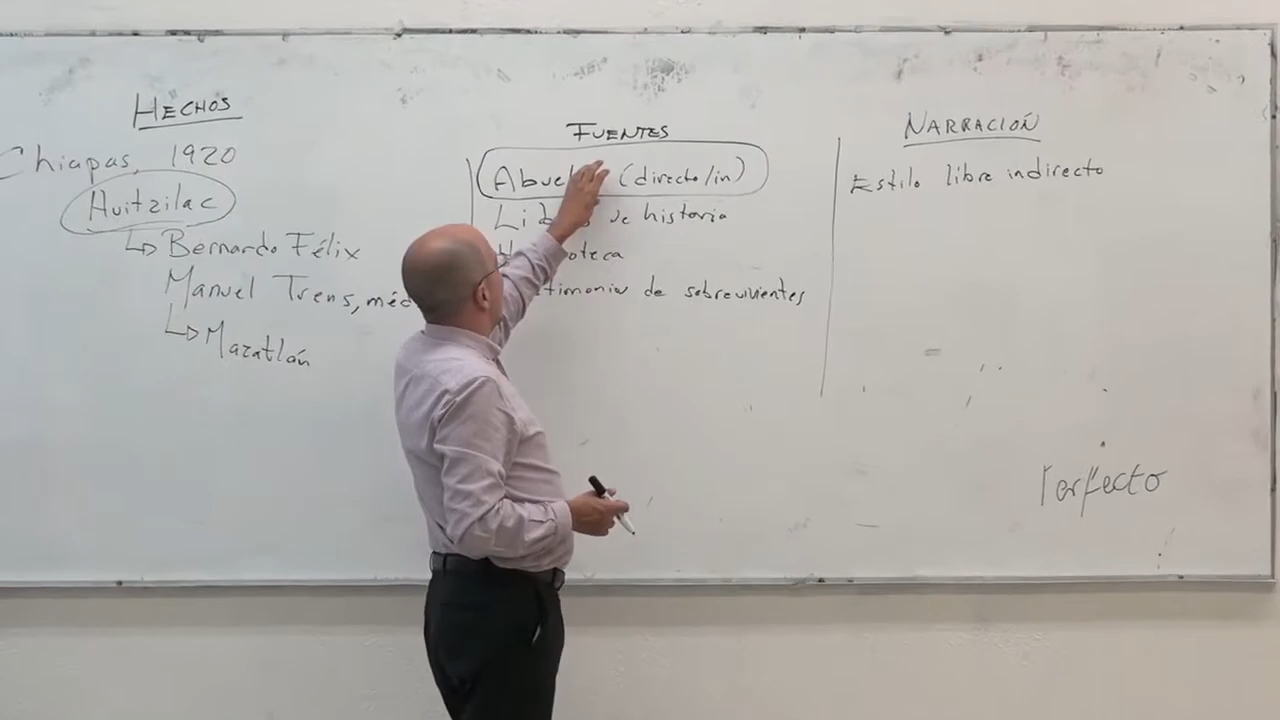 HECHOS
Chiapas, 1920
Huitzilac
↳ Bernardo Félix
Manuel Trens,
↳ Mazatlán
FUENTES
(directo/in)
de historia
de sobrevivientes
NARRACIÓN
Estilo libre indirecto
Perfecto